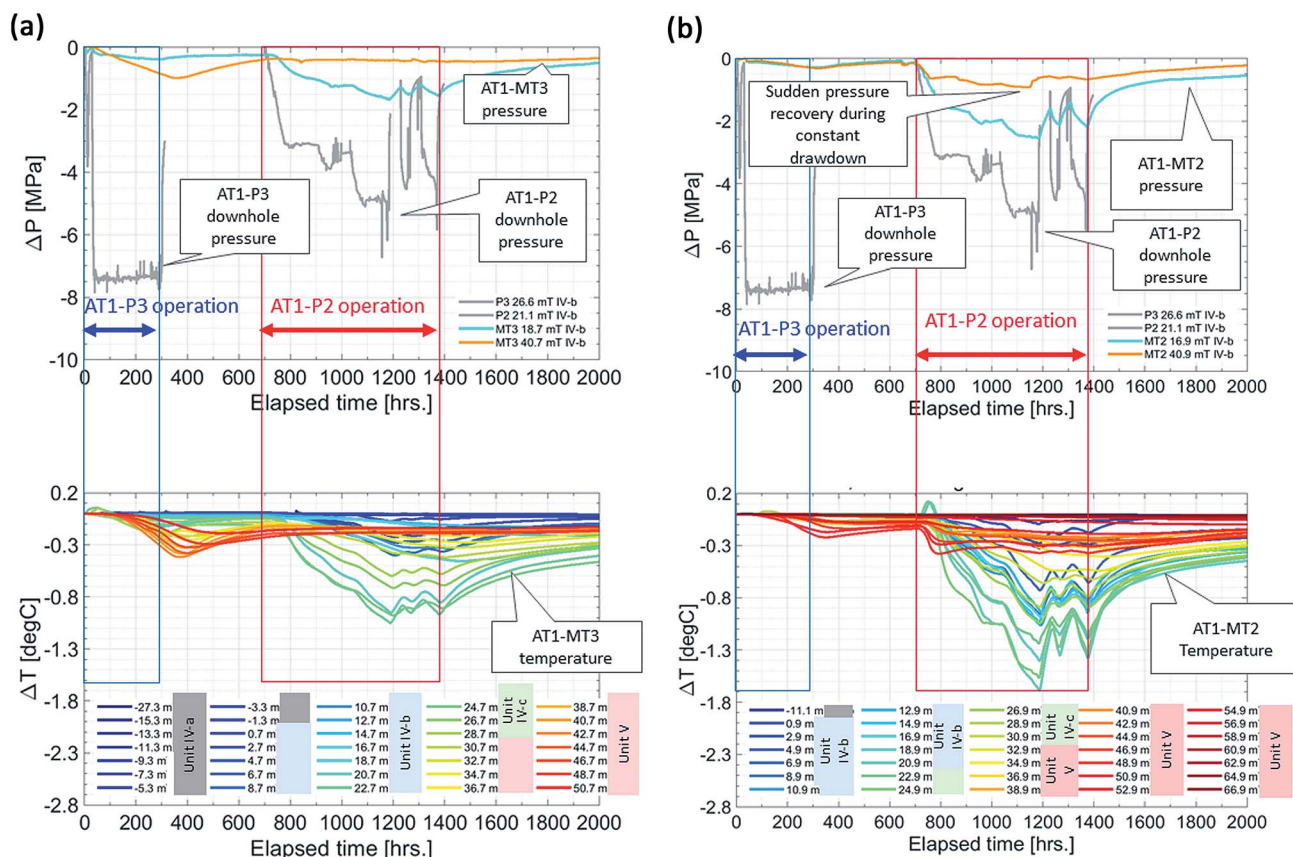 (a)
ΔP [MPa]
0
-2
-4
-6
-8
-10
AT1-MT3
pressure
AT1-P3
downhole
pressure
AT1-P2
downhole
pressure
AT1-P3 operation
AT1-P2 operation
P3 26.6 mT IV-b
P2 21.1 mT IV-b
MT3 18.7 mT IV-b
MT3 40.7 mT IV-b
0 200 400 600 800 1000 1200 1400 1600 1800 2000
Elapsed time [hrs.]
(b)
ΔP [MPa]
0
-2
-4
-6
-8
-10
Sudden pressure
recovery during
constant
drawdown
AT1-MT2
pressure
AT1-P3
downhole
pressure
AT1-P2
downhole
pressure
AT1-P3 operation
AT1-P2 operation
P3 26.6 mT IV-b
P2 21.1 mT IV-b
MT2 16.9 mT IV-b
MT2 40.9 mT IV-b
0 200 400 600 800 1000 1200 1400 1600 1800 2000
Elapsed time [hrs.]
ΔT [degC]
0.2
-0.3
-0.8
-1.3
-1.8
-2.3
-2.8
AT1-MT3
temperature
-27.3 m -3.3 m 10.7 m 24.7 m 38.7 m
-15.3 m -1.3 m 12.7 m 26.7 m 40.7 m
-13.3 m 0.7 m 14.7 m 28.7 m 42.7 m
-11.3 m 2.7 m 16.7 m 30.7 m 44.7 m
-9.3 m 4.7 m 18.7 m 32.7 m 46.7 m
-7.3 m 6.7 m 20.7 m 34.7 m 48.7 m
-5.3 m 8.7 m 22.7 m 36.7 m 50.7 m
Unit IV-a
Unit IV-b
Unit
IV-c
Unit V
0 200 400 600 800 1000 1200 1400 1600 1800 2000
Elapsed time [hrs.]
ΔT [degC]
0.2
-0.3
-0.8
-1.3
-1.8
-2.3
-2.8
AT1-MT2
Temperature
-11.1 m 12.9 m 26.9 m 40.9 m 54.9 m
0.9 m 14.9 m 28.9 m 42.9 m 56.9 m
2.9 m 16.9 m 30.9 m 44.9 m 58.9 m
4.9 m 18.9 m 32.9 m 46.9 m 60.9 m
6.9 m 20.9 m 34.9 m 48.9 m 62.9 m
8.9 m 22.9 m 36.9 m 50.9 m 64.9 m
10.9 m 24.9 m 38.9 m 52.9 m 66.9 m
Unit
IV-b
Unit
IV-b
Unit
IV-c
Unit
V
Unit V
Unit V
0 200 400 600 800 1000 1200 1400 1600 1800 2000
Elapsed time [hrs.]